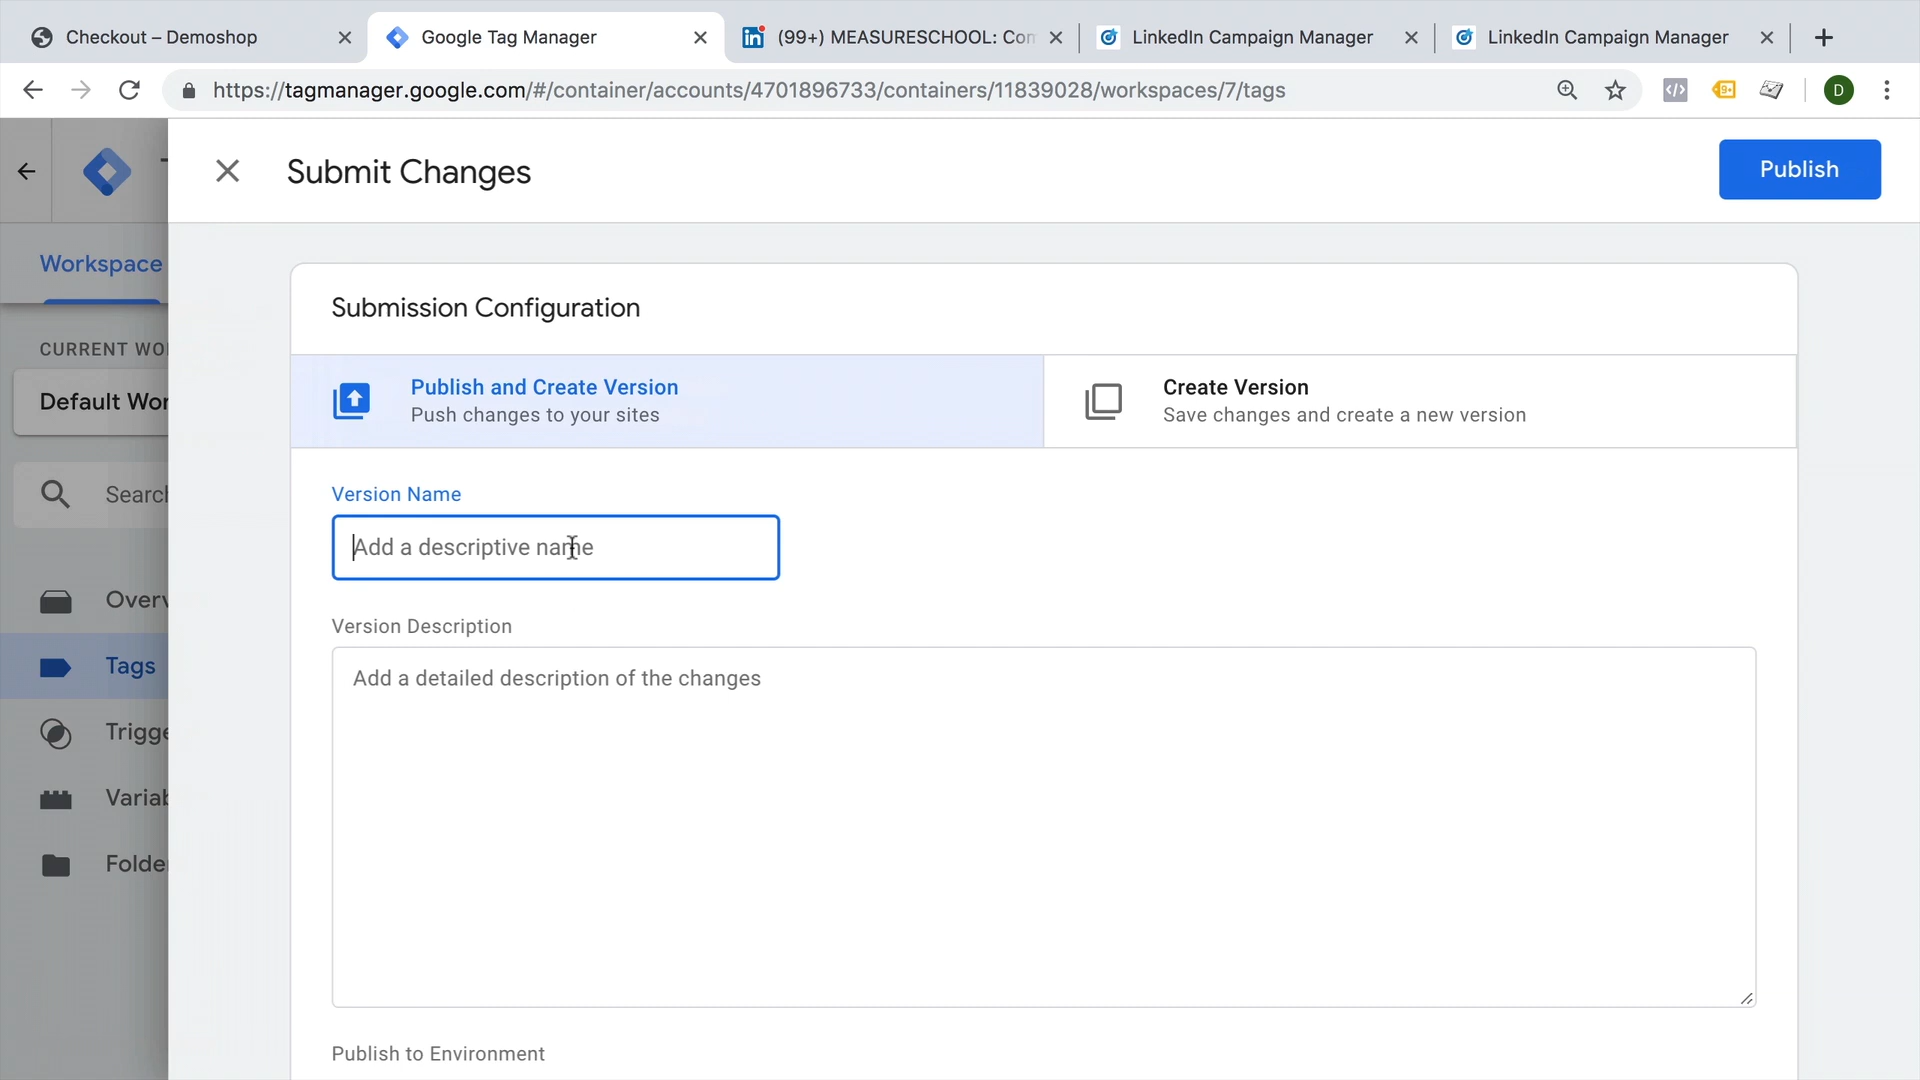 Checkout – Demoshop
Google Tag Manager
(99+) MEASURESCHOOL: Com
LinkedIn Campaign Manager
LinkedIn Campaign Manager
https://tagmanager.google.com/#/container/accounts/4701896733/containers/11839028/workspaces/7/tags
9+
D
Submit Changes
Publish
Workspace
Submission Configuration
CURRENT WO
Default Wor
Publish and Create Version
Push changes to your sites
Create Version
Save changes and create a new version
Search
Version Name
Add a descriptive name
Overv
Version Description
Tags
Add a detailed description of the changes
Trigge
Variab
Folde
Publish to Environment